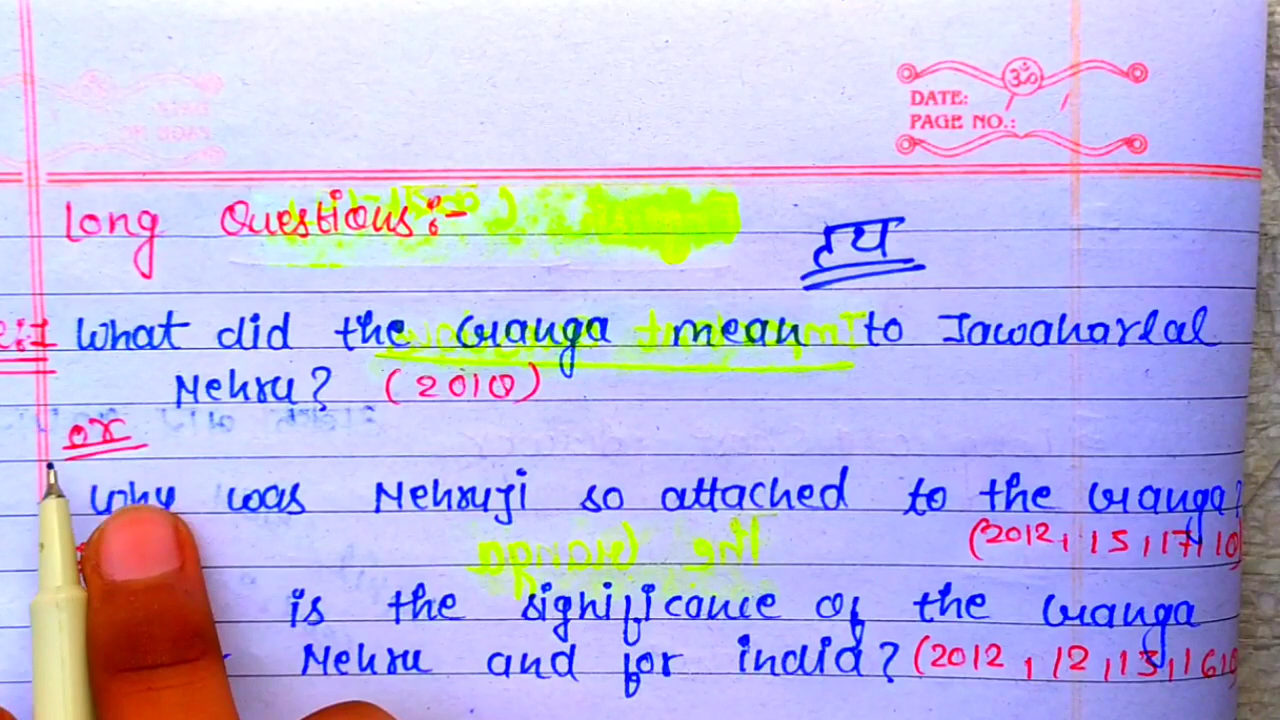 ॐ
DATE:
PAGE NO.:
Long Questions:-
What did the Ganga mean to Jawaharlal
Nehru? (2010)
or
Why was Nehruji so attached to the Ganga?
(2012, 15, 17, 10)
is the significance of the Ganga
Nehru and for india? (2012, 12, 13, 16